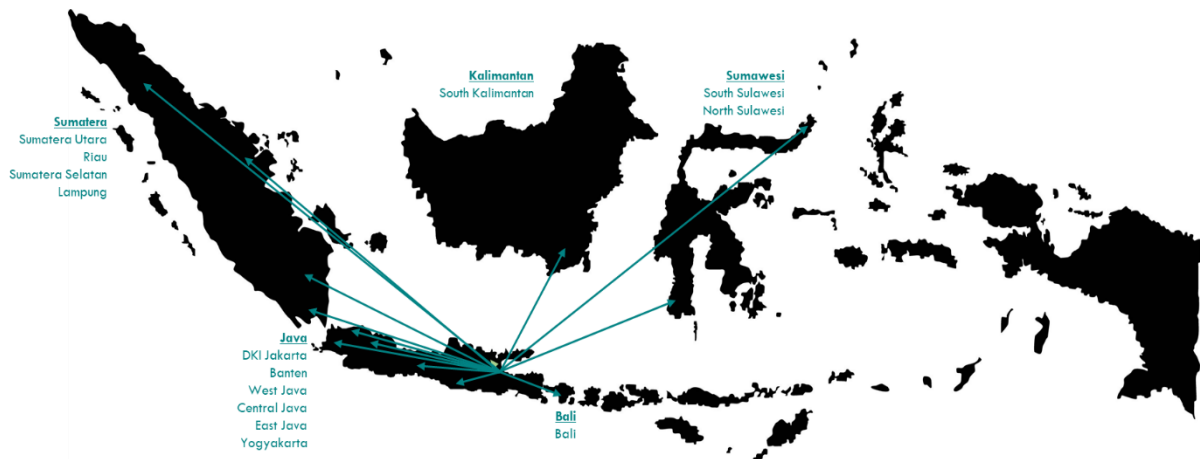 Kalimantan
South Kalimantan
Sumawesi
South Sulawesi
North Sulawesi
Sumatera
Sumatera Utara
Riau
Sumatera Selatan
Lampung
Java
DKI Jakarta
Banten
West Java
Central Java
East Java
Yogyakarta
Bali
Bali